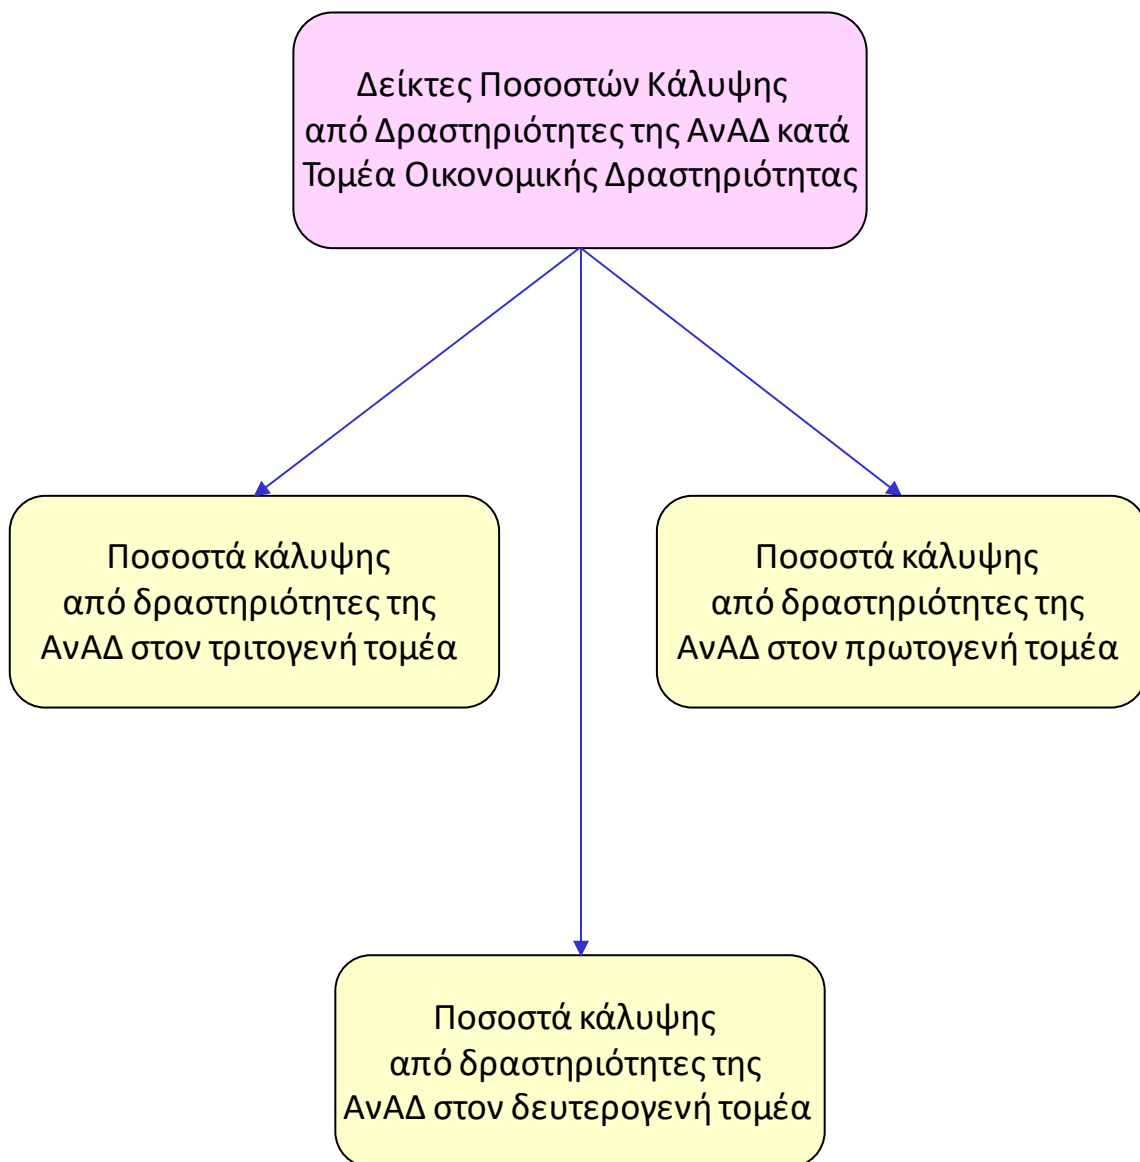 Δείκτες Ποσοστών Κάλυψης
από Δραστηριότητες της ΑνΑΔ κατά
Τομέα Οικονομικής Δραστηριότητας
Ποσοστά κάλυψης
από δραστηριότητες της
ΑνΑΔ στον τριτογενή τομέα
Ποσοστά κάλυψης
από δραστηριότητες της
ΑνΑΔ στον πρωτογενή τομέα
Ποσοστά κάλυψης
από δραστηριότητες της
ΑνΑΔ στον δευτερογενή τομέα